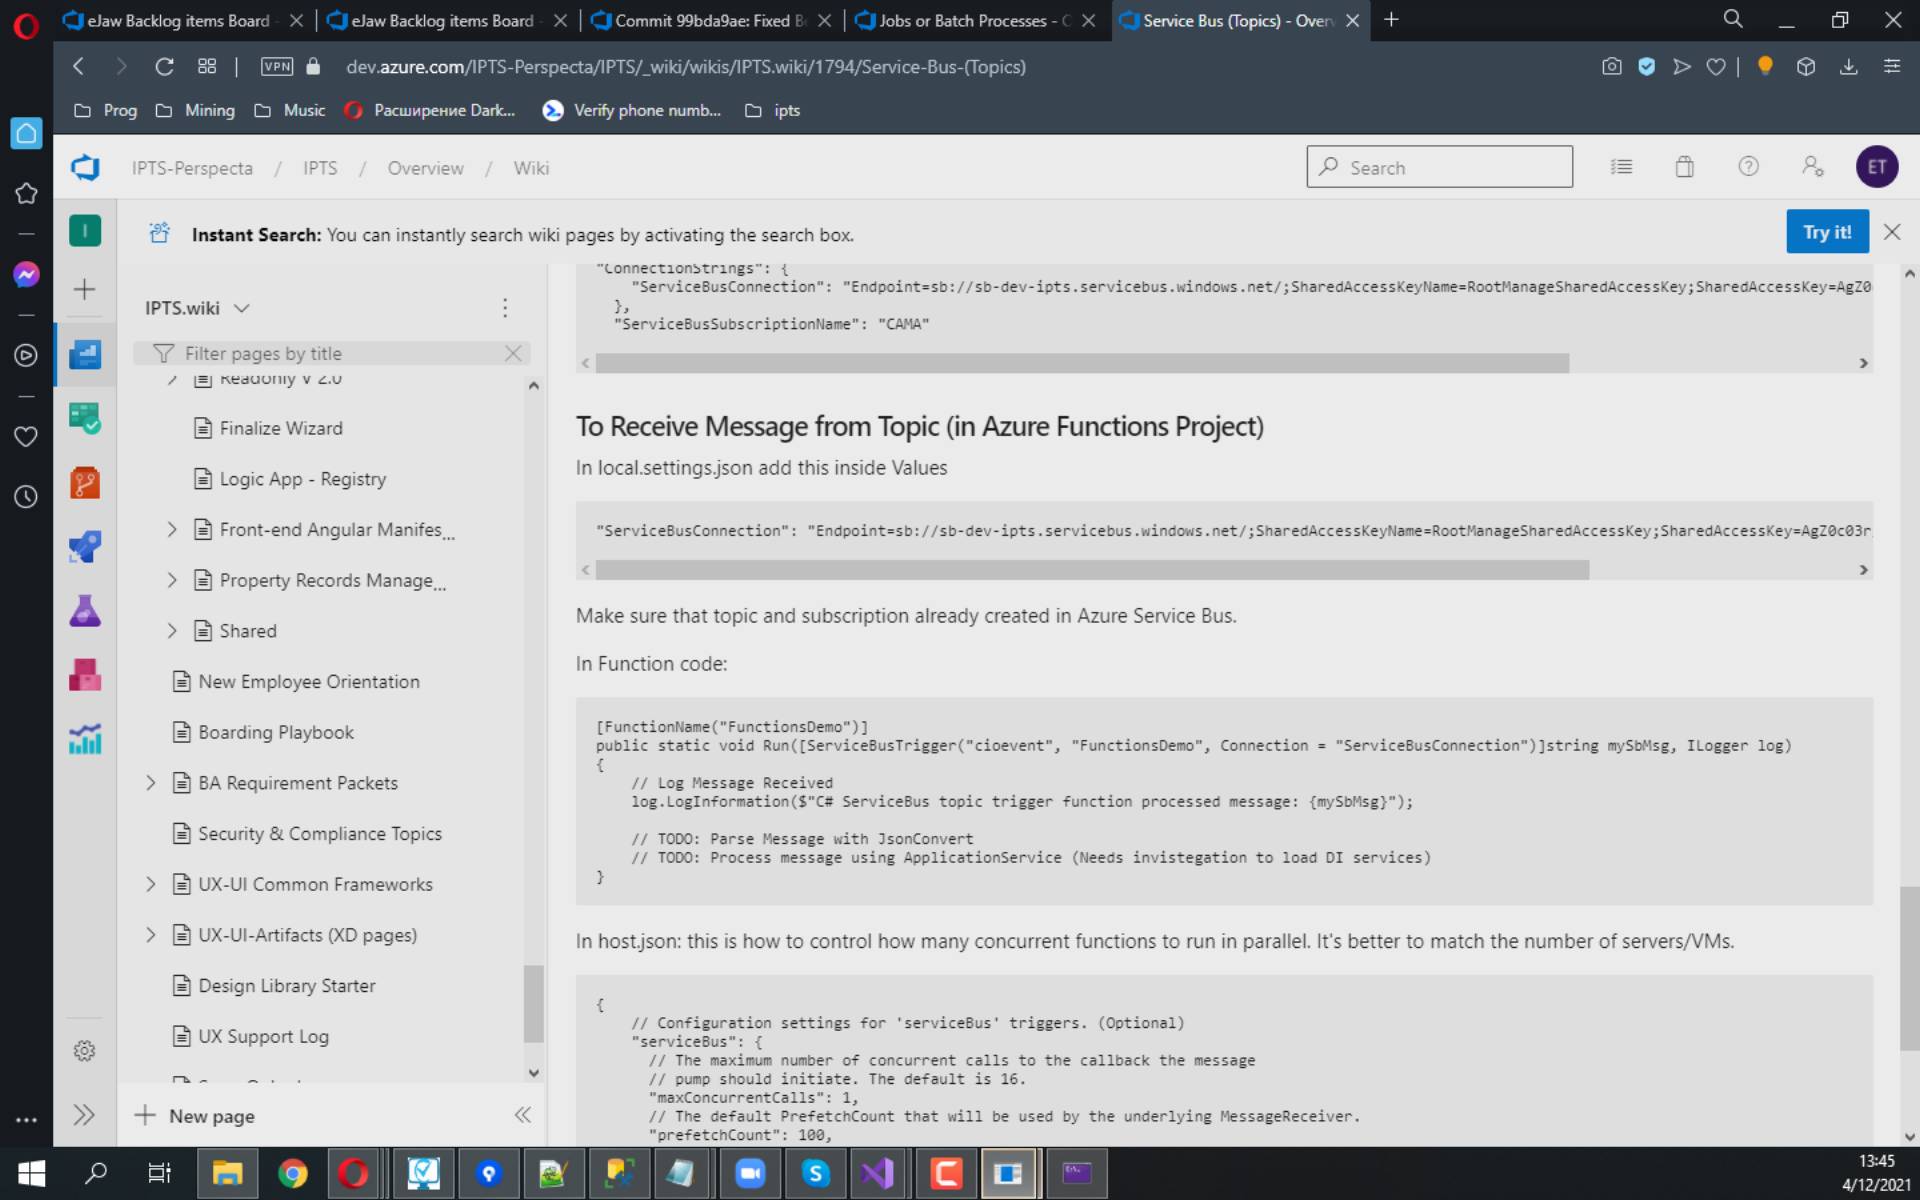 eJaw Backlog items Board -
eJaw Backlog items Board -
Commit 99bda9ae: Fixed B
Jobs or Batch Processes -
Service Bus (Topics) - Over
VPN
dev.azure.com/IPTS-Perspecta/IPTS/_wiki/wikis/IPTS.wiki/1794/Service-Bus-(Topics)
Prog
Mining
Music
Расширение Dark...
Verify phone numb...
ipts
IPTS-Perspecta / IPTS / Overview / Wiki
Search
ET
I
Instant Search: You can instantly search wiki pages by activating the search box.
Try it!
IPTS.wiki
Filter pages by title
Readonly V 2.0
Finalize Wizard
Logic App - Registry
Front-end Angular Manifes...
Property Records Manage...
Shared
New Employee Orientation
Boarding Playbook
BA Requirement Packets
Security & Compliance Topics
UX-UI Common Frameworks
UX-UI-Artifacts (XD pages)
Design Library Starter
UX Support Log
New page
"ConnectionStrings": {
"ServiceBusConnection": "Endpoint=sb://sb-dev-ipts.servicebus.windows.net/;SharedAccessKeyName=RootManageSharedAccessKey;SharedAccessKey=AgZ0
},
"ServiceBusSubscriptionName": "CAMA"
To Receive Message from Topic (in Azure Functions Project)
In local.settings.json add this inside Values
"ServiceBusConnection": "Endpoint=sb://sb-dev-ipts.servicebus.windows.net/;SharedAccessKeyName=RootManageSharedAccessKey;SharedAccessKey=AgZ0c03r
Make sure that topic and subscription already created in Azure Service Bus.
In Function code:
[FunctionName("FunctionsDemo")]
public static void Run([ServiceBusTrigger("cioevent", "FunctionsDemo", Connection = "ServiceBusConnection")]string mySbMsg, ILogger log)
{
// Log Message Received
log.LogInformation($"C# ServiceBus topic trigger function processed message: {mySbMsg}");
// TODO: Parse Message with JsonConvert
// TODO: Process message using ApplicationService (Needs invistegation to load DI services)
}
In host.json: this is how to control how many concurrent functions to run in parallel. It's better to match the number of servers/VMs.
{
// Configuration settings for 'serviceBus' triggers. (Optional)
"serviceBus": {
// The maximum number of concurrent calls to the callback the message
// pump should initiate. The default is 16.
"maxConcurrentCalls": 1,
// The default PrefetchCount that will be used by the underlying MessageReceiver.
"prefetchCount": 100,
13:45
4/12/2021